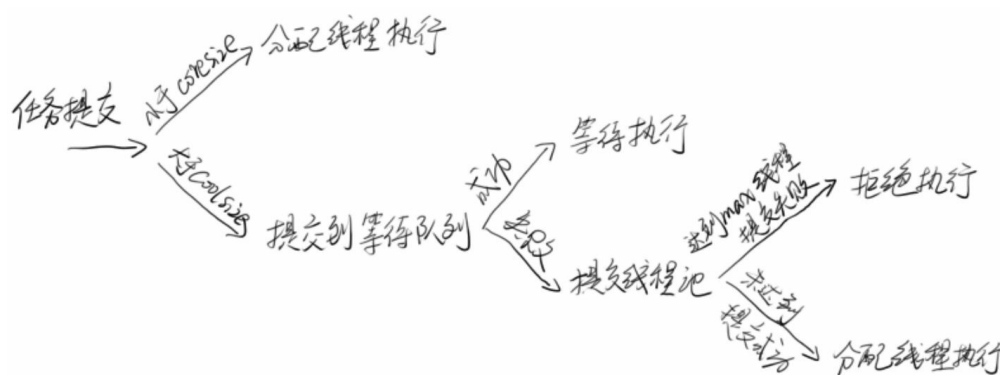 任务提交
小于coresize
分配线程执行
大于coolsize
提交到等待队列
成功
等待执行
失败
提交线程池
达到max线程
提交失败
拒绝执行
未达到
提交成功
分配线程执行